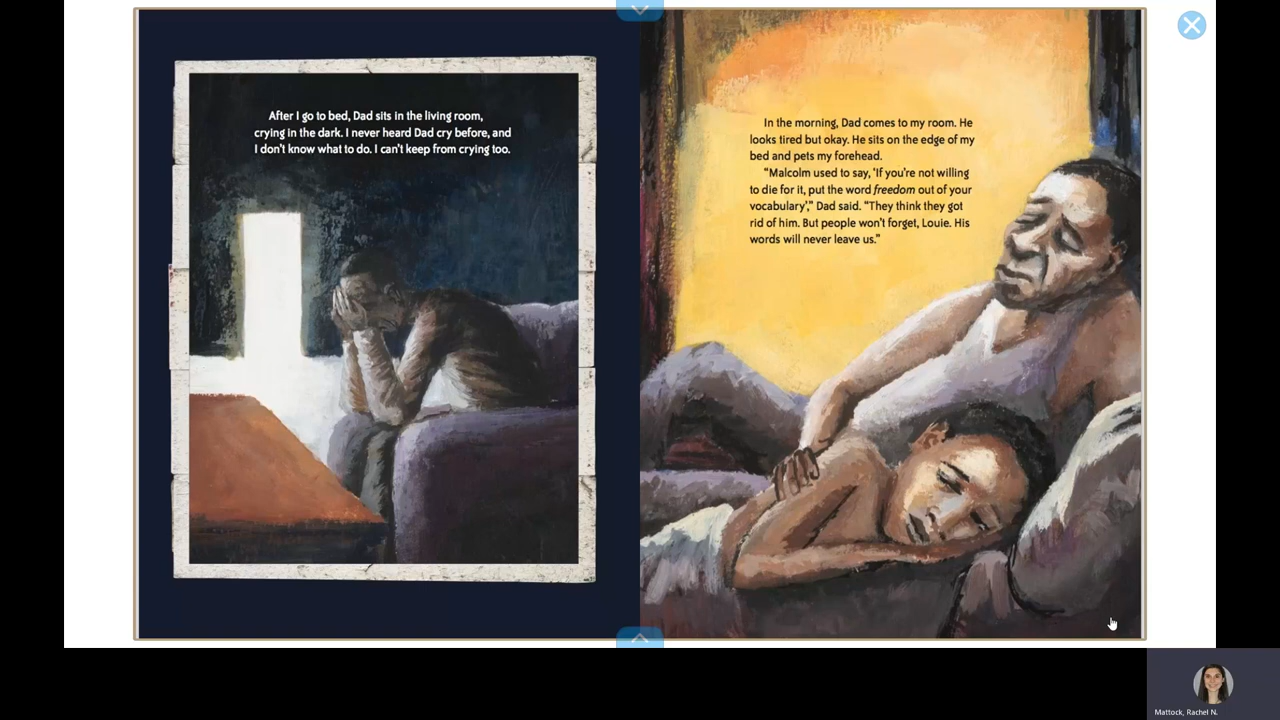 After I go to bed, Dad sits in the living room,
crying in the dark. I never heard Dad cry before, and
I don't know what to do. I can't keep from crying too.
In the morning, Dad comes to my room. He
looks tired but okay. He sits on the edge of my
bed and pets my forehead.
"Malcolm used to say, 'If you're not willing
to die for it, put the word freedom out of your
vocabulary'," Dad said. "They think they got
rid of him. But people won't forget, Louie. His
words will never leave us."
Mattock, Rachel N.